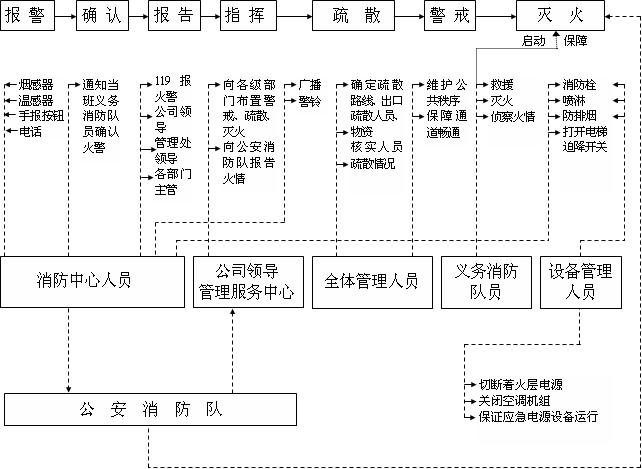 报警
确认
报告
指挥
疏散
警戒
灭火
启动 保障
烟感器
温感器
手报按钮
电话
通知当
班义务
消防队
员确认
火警
119 报
火警
公司领
导
管理处
领导
各部门
主管
向各级部
门布置警
戒、疏散、
灭火
向公安消
防队报告
火情
广播
警铃
确定疏散
路线、出口
疏散人员、
物资
核实人员
疏散情况
维护公
共秩序
保障通
道畅通
救援
灭火
侦察火情
消防栓
喷淋
防排烟
打开电梯
迫降开关
消防中心人员
公司领导
管理服务中心
全体管理人员
义务消防
队员
设备管理
人员
切断着火层电源
关闭空调机组
保证应急电源设备运行
公安消防队